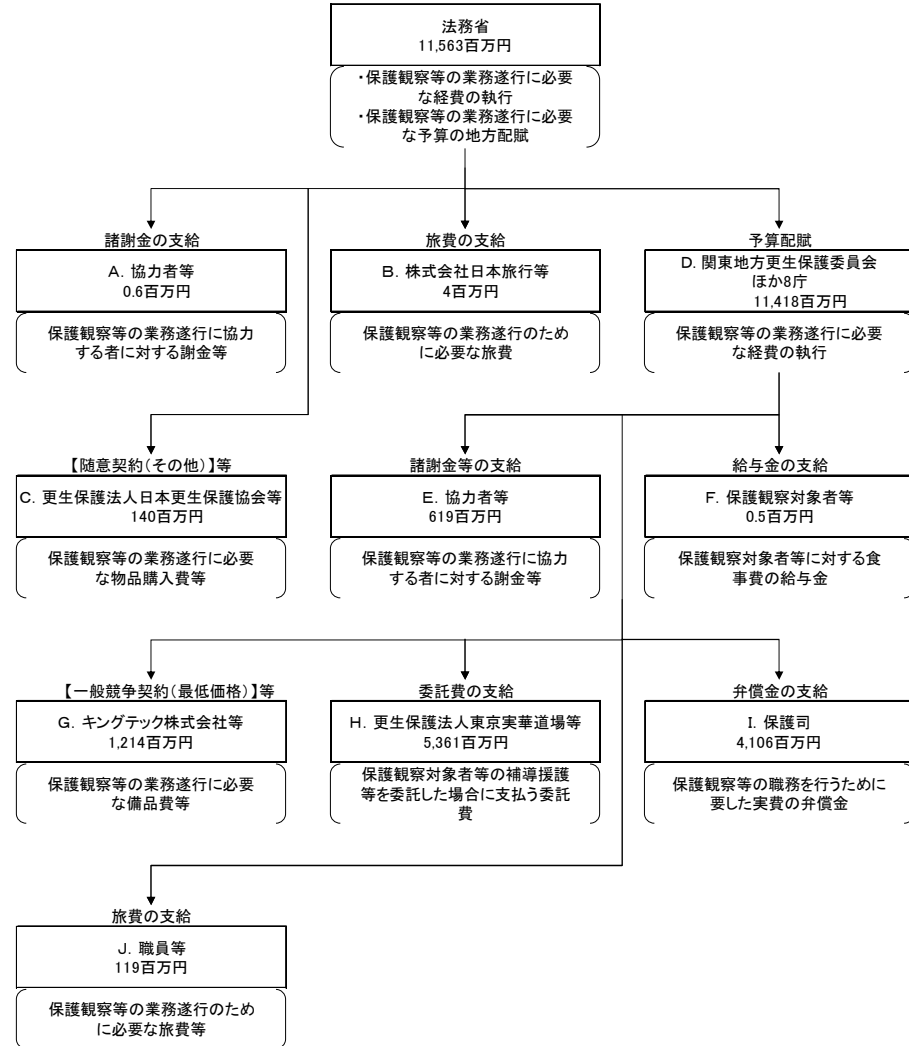 法務省
11,563百万円
・保護観察等の業務遂行に必要
な経費の執行
・保護観察等の業務遂行に必要
な予算の地方配賦
諸謝金の支給
A．協力者等
0.6百万円
保護観察等の業務遂行に協力
する者に対する謝金等
旅費の支給
B．株式会社日本旅行等
4百万円
保護観察等の業務遂行のため
に必要な旅費
予算配賦
D．関東地方更生保護委員会
ほか8庁
11,418百万円
保護観察等の業務遂行に必要
な経費の執行
【随意契約（その他）】等
C．更生保護法人日本更生保護協会等
140百万円
保護観察等の業務遂行に必要
な物品購入費等
諸謝金等の支給
E．協力者等
619百万円
保護観察等の業務遂行に協力
する者に対する謝金等
給与金の支給
F．保護観察対象者等
0.5百万円
保護観察対象者等に対する食
事費の給与金
【一般競争契約（最低価格）】等
G．キングテック株式会社等
1,214百万円
保護観察等の業務遂行に必要
な備品費等
委託費の支給
H．更生保護法人東京実華道場等
5,361百万円
保護観察対象者等の補導援護
等を委託した場合に支払う委託
費
弁償金の支給
I．保護司
4,106百万円
保護観察等の職務を行うために
要した実費の弁償金
旅費の支給
J．職員等
119百万円
保護観察等の業務遂行のため
に必要な旅費等